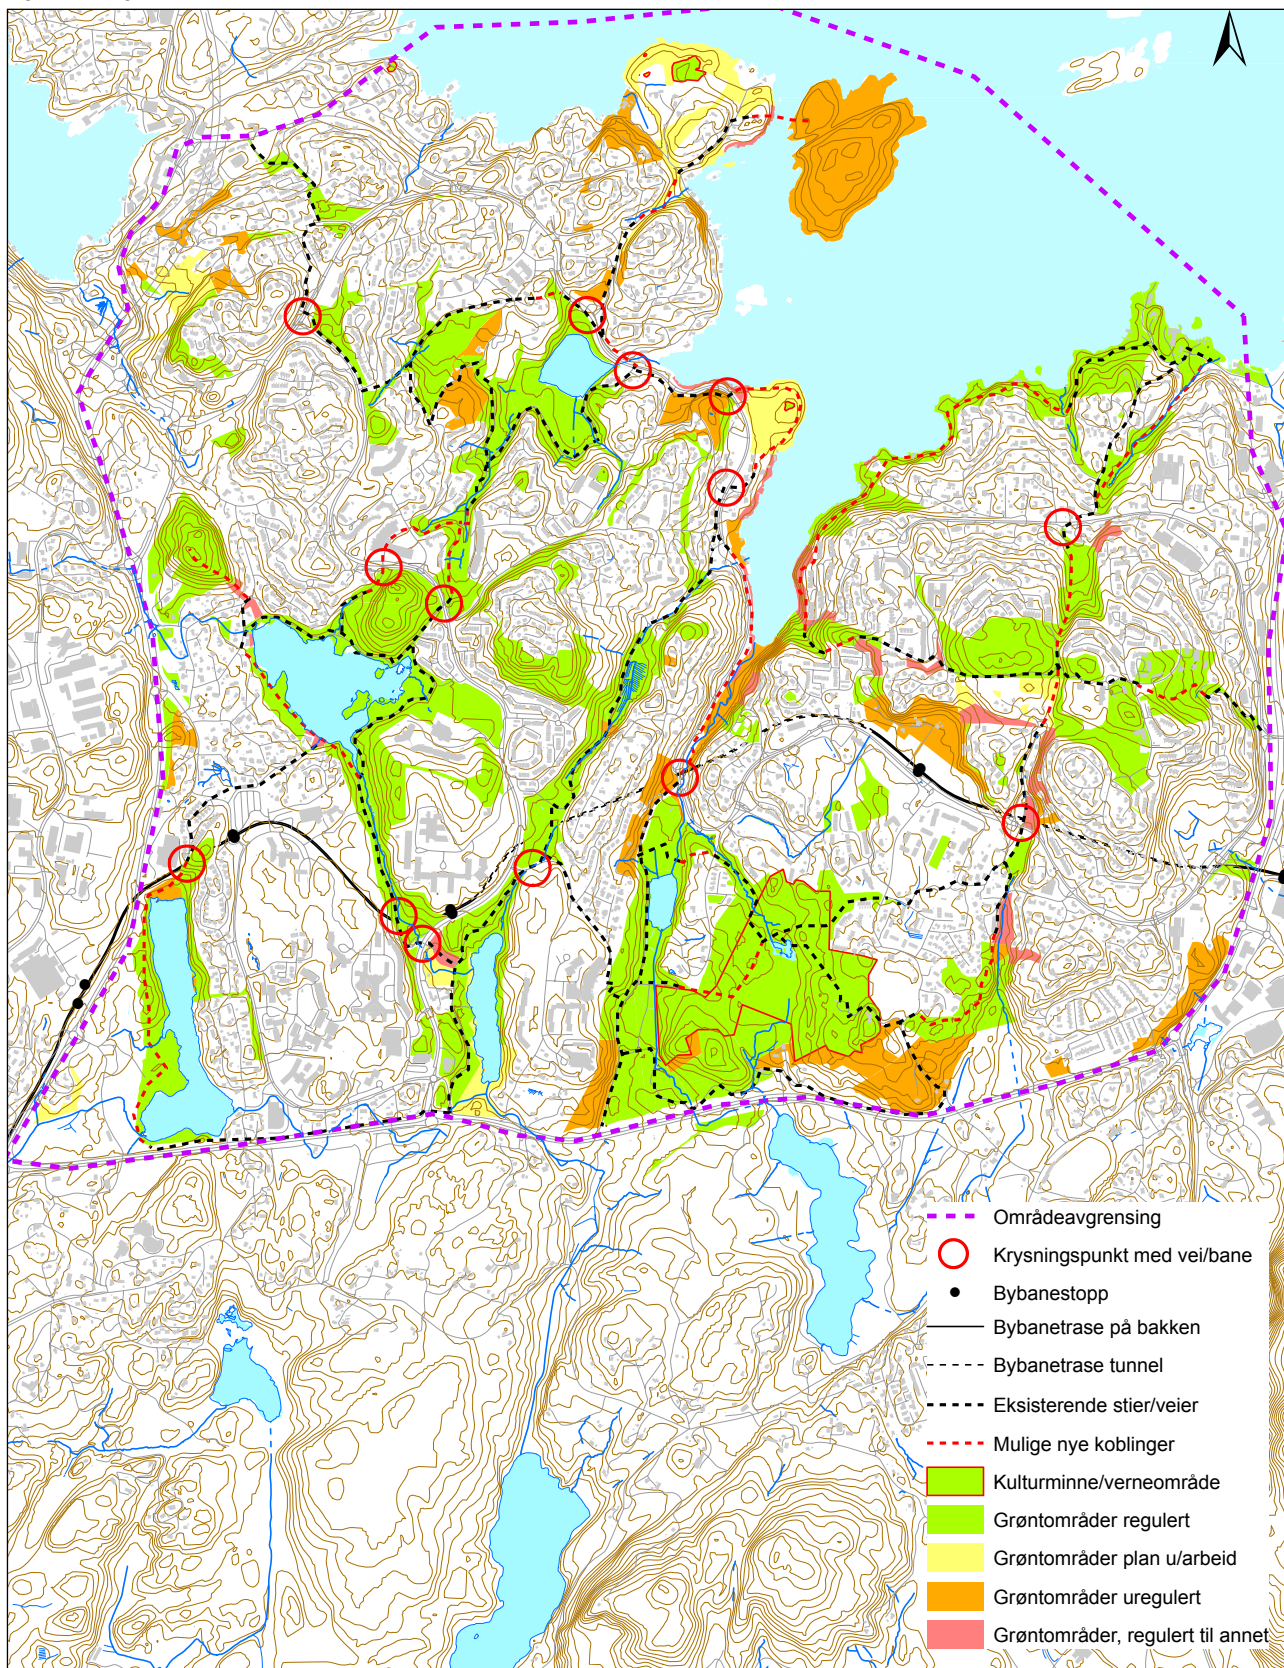 Områdeavgrensing
Krysningspunkt med vei/bane
Bybanestopp
Bybanetrase på bakken
Bybanetrase tunnel
Eksisterende stier/veier
Mulige nye koblinger
Kulturminne/verneområde
Grøntområder regulert
Grøntområder plan u/arbeid
Grøntområder uregulert
Grøntområder, regulert til annet